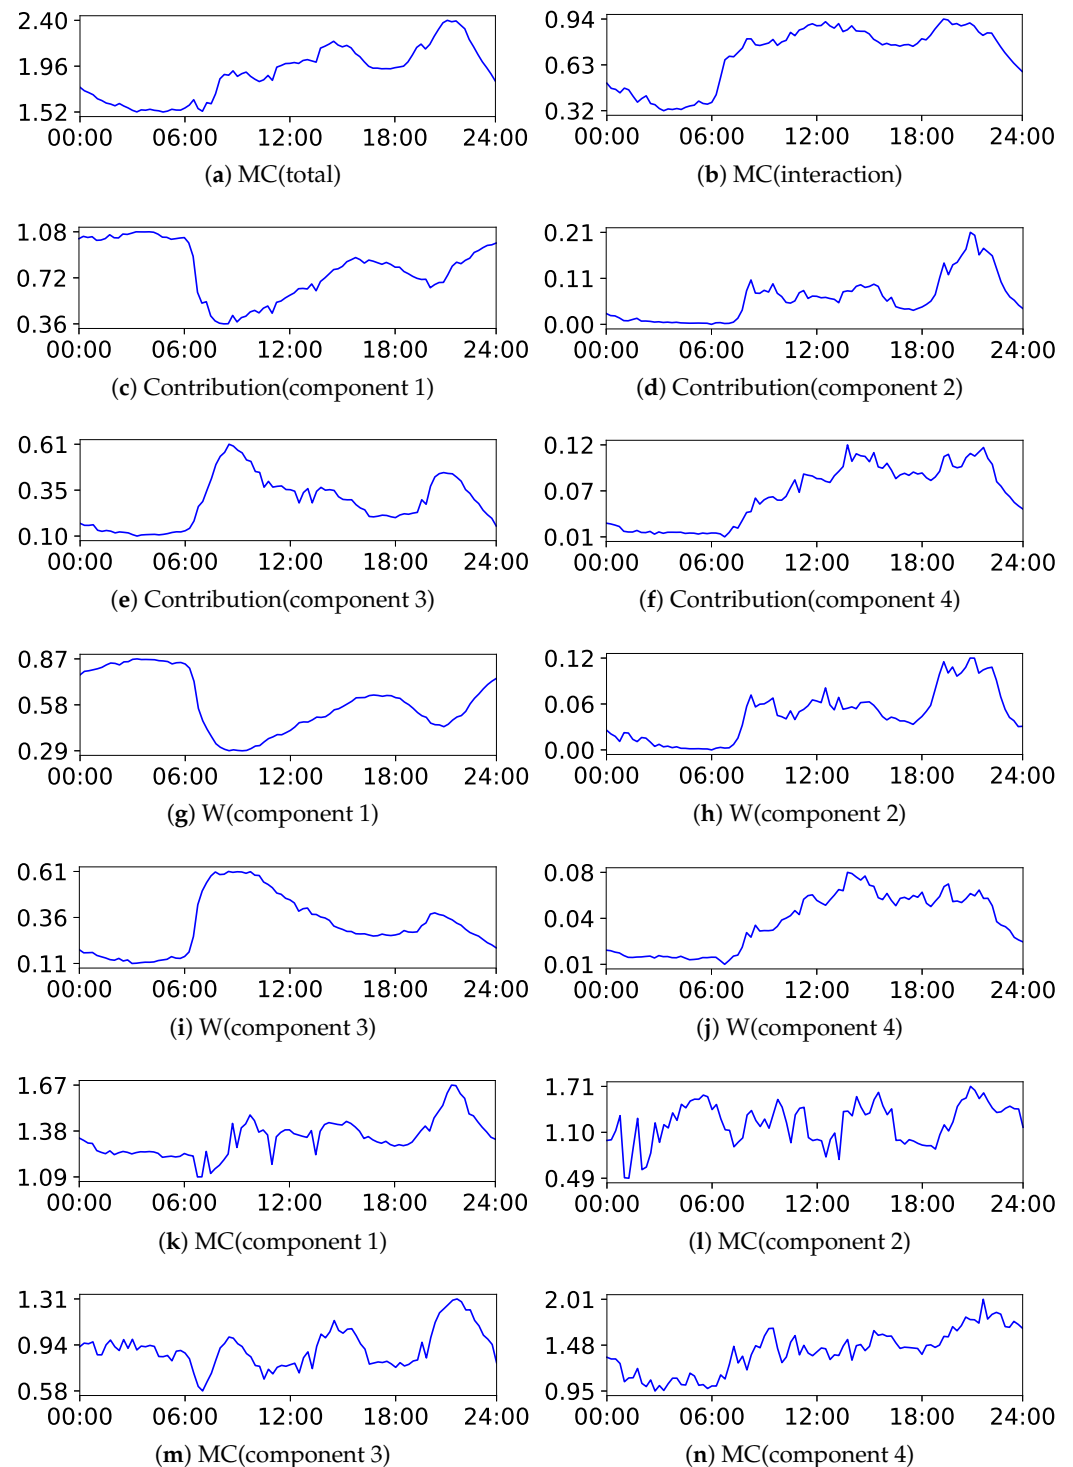 2.40
1.96
1.52
00:00 06:00 12:00 18:00 24:00
(a) MC(total)
0.94
0.63
0.32
00:00 06:00 12:00 18:00 24:00
(b) MC(interaction)
1.08
0.72
0.36
00:00 06:00 12:00 18:00 24:00
(c) Contribution(component 1)
0.21
0.11
0.00
00:00 06:00 12:00 18:00 24:00
(d) Contribution(component 2)
0.61
0.35
0.10
00:00 06:00 12:00 18:00 24:00
(e) Contribution(component 3)
0.12
0.07
0.01
00:00 06:00 12:00 18:00 24:00
(f) Contribution(component 4)
0.87
0.58
0.29
00:00 06:00 12:00 18:00 24:00
(g) W(component 1)
0.12
0.06
0.00
00:00 06:00 12:00 18:00 24:00
(h) W(component 2)
0.61
0.36
0.11
00:00 06:00 12:00 18:00 24:00
(i) W(component 3)
0.08
0.04
0.01
00:00 06:00 12:00 18:00 24:00
(j) W(component 4)
1.67
1.38
1.09
00:00 06:00 12:00 18:00 24:00
(k) MC(component 1)
1.71
1.10
0.49
00:00 06:00 12:00 18:00 24:00
(l) MC(component 2)
1.31
0.94
0.58
00:00 06:00 12:00 18:00 24:00
(m) MC(component 3)
2.01
1.48
0.95
00:00 06:00 12:00 18:00 24:00
(n) MC(component 4)